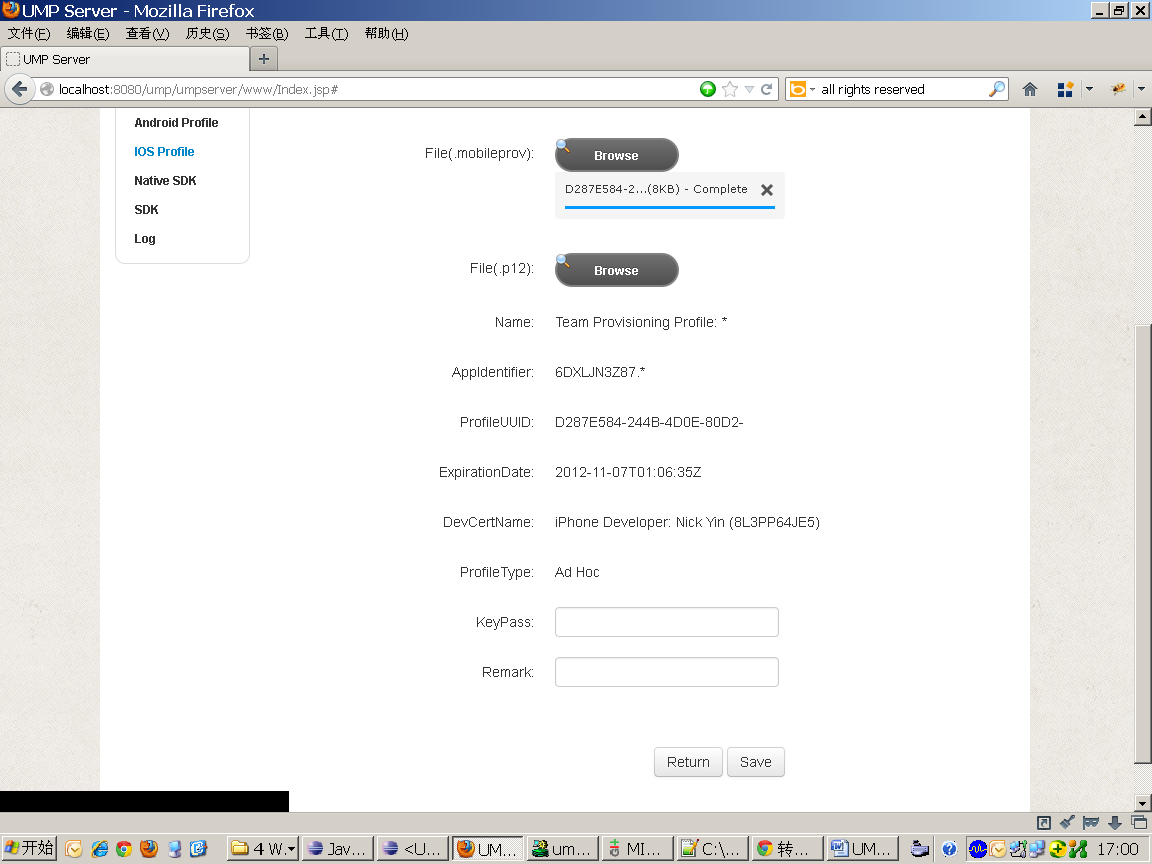 UMP Server - Mozilla Firefox
文件(F) 编辑(E) 查看(V) 历史(S) 书签(B) 工具(T) 帮助(H)
UMP Server
localhost:8080/ump/umpserver/www/Index.jsp#
all rights reserved
Android Profile
IOS Profile
Native SDK
SDK
Log
File(.mobileprov): Browse
D287E584-2...(8KB) - Complete
File(.p12): Browse
Name: Team Provisioning Profile: *
AppIdentifier: 6DXLJN3Z87.*
ProfileUUID: D287E584-244B-4D0E-80D2-
ExpirationDate: 2012-11-07T01:06:35Z
DevCertName: iPhone Developer: Nick Yin (8L3PP64JE5)
ProfileType: Ad Hoc
KeyPass:
Remark:
Return Save
开始 4 W... Jav... <U... UM... um... MI... C:\... 转... UM... 17:00